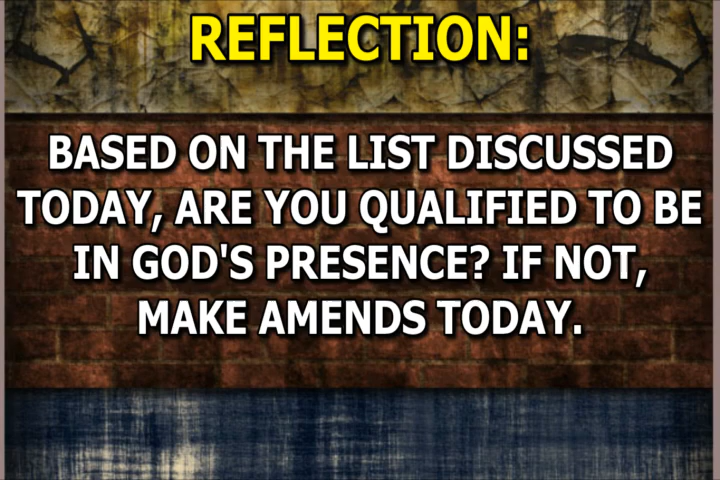 REFLECTION:
BASED ON THE LIST DISCUSSED
TODAY, ARE YOU QUALIFIED TO BE
IN GOD'S PRESENCE? IF NOT,
MAKE AMENDS TODAY.